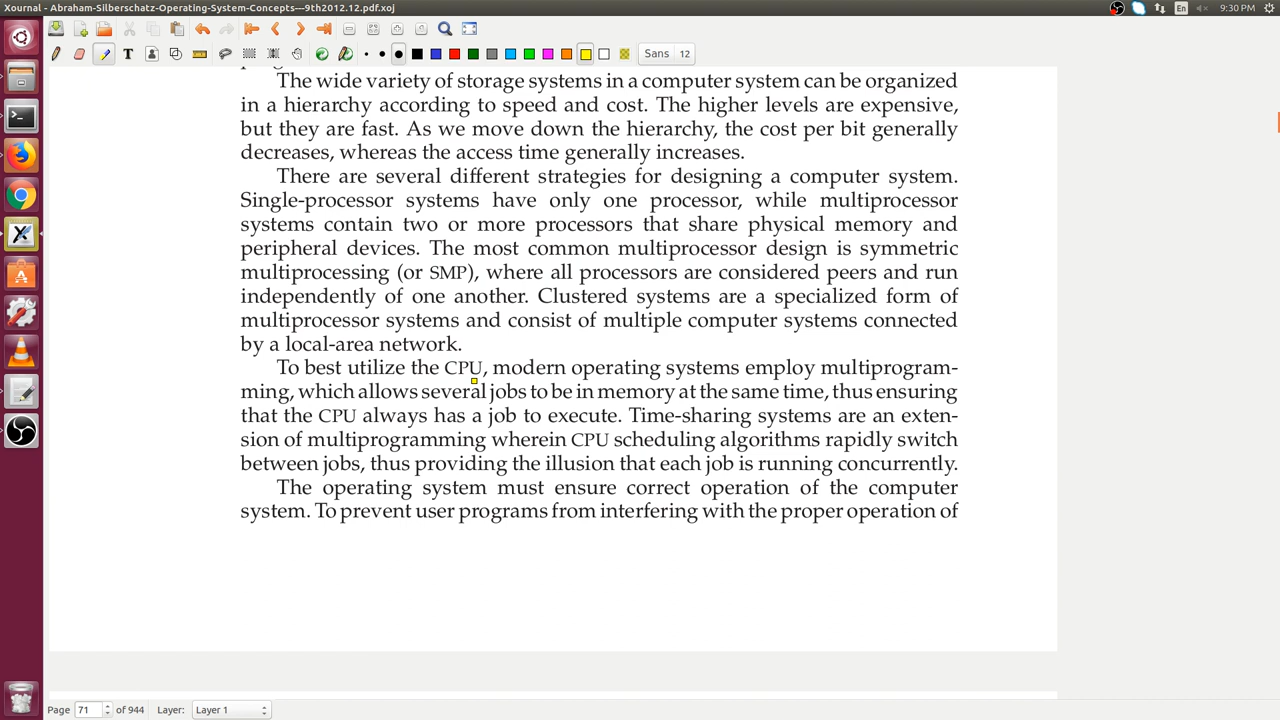 Xournal - Abraham-Silberschatz-Operating-System-Concepts---9th2012.12.pdf.xoj
En
9:30 PM
T
Sans 12
The wide variety of storage systems in a computer system can be organized
in a hierarchy according to speed and cost. The higher levels are expensive,
but they are fast. As we move down the hierarchy, the cost per bit generally
decreases, whereas the access time generally increases.
There are several different strategies for designing a computer system.
Single-processor systems have only one processor, while multiprocessor
systems contain two or more processors that share physical memory and
peripheral devices. The most common multiprocessor design is symmetric
multiprocessing (or SMP), where all processors are considered peers and run
independently of one another. Clustered systems are a specialized form of
multiprocessor systems and consist of multiple computer systems connected
by a local-area network.
To best utilize the CPU, modern operating systems employ multiprogram-
ming, which allows several jobs to be in memory at the same time, thus ensuring
that the CPU always has a job to execute. Time-sharing systems are an exten-
sion of multiprogramming wherein CPU scheduling algorithms rapidly switch
between jobs, thus providing the illusion that each job is running concurrently.
The operating system must ensure correct operation of the computer
system. To prevent user programs from interfering with the proper operation of
Page 71 of 944 Layer: Layer 1